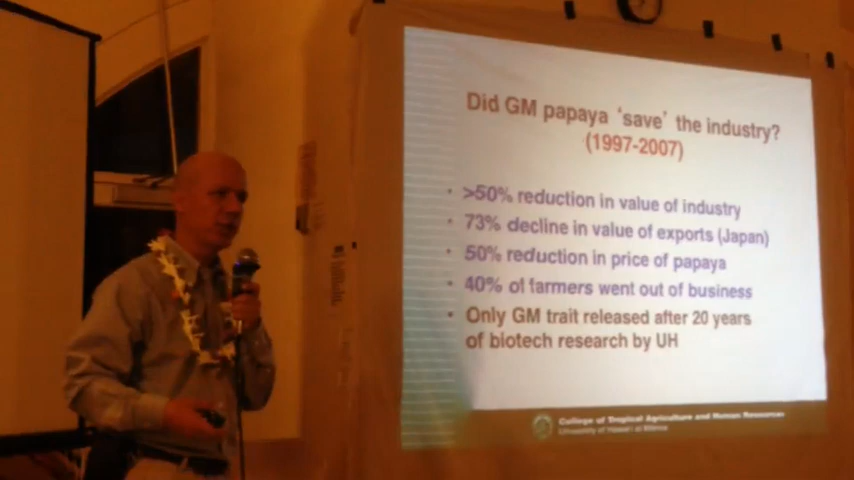 Did GM papaya ‘save’ the industry?
(1997-2007)
• >50% reduction in value of industry
• 73% decline in value of exports (Japan)
• 50% reduction in price of papaya
• 40% of farmers went out of business
• Only GM trait released after 20 years
of biotech research by UH
College of Tropical Agriculture and Human Resources
University of Hawai‘i at Mānoa